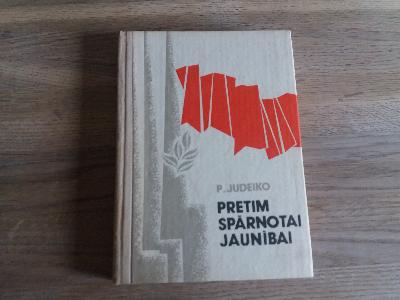 P. JUDEIKO
PRETIM
SPĀRNOTAI
JAUNĪBAI